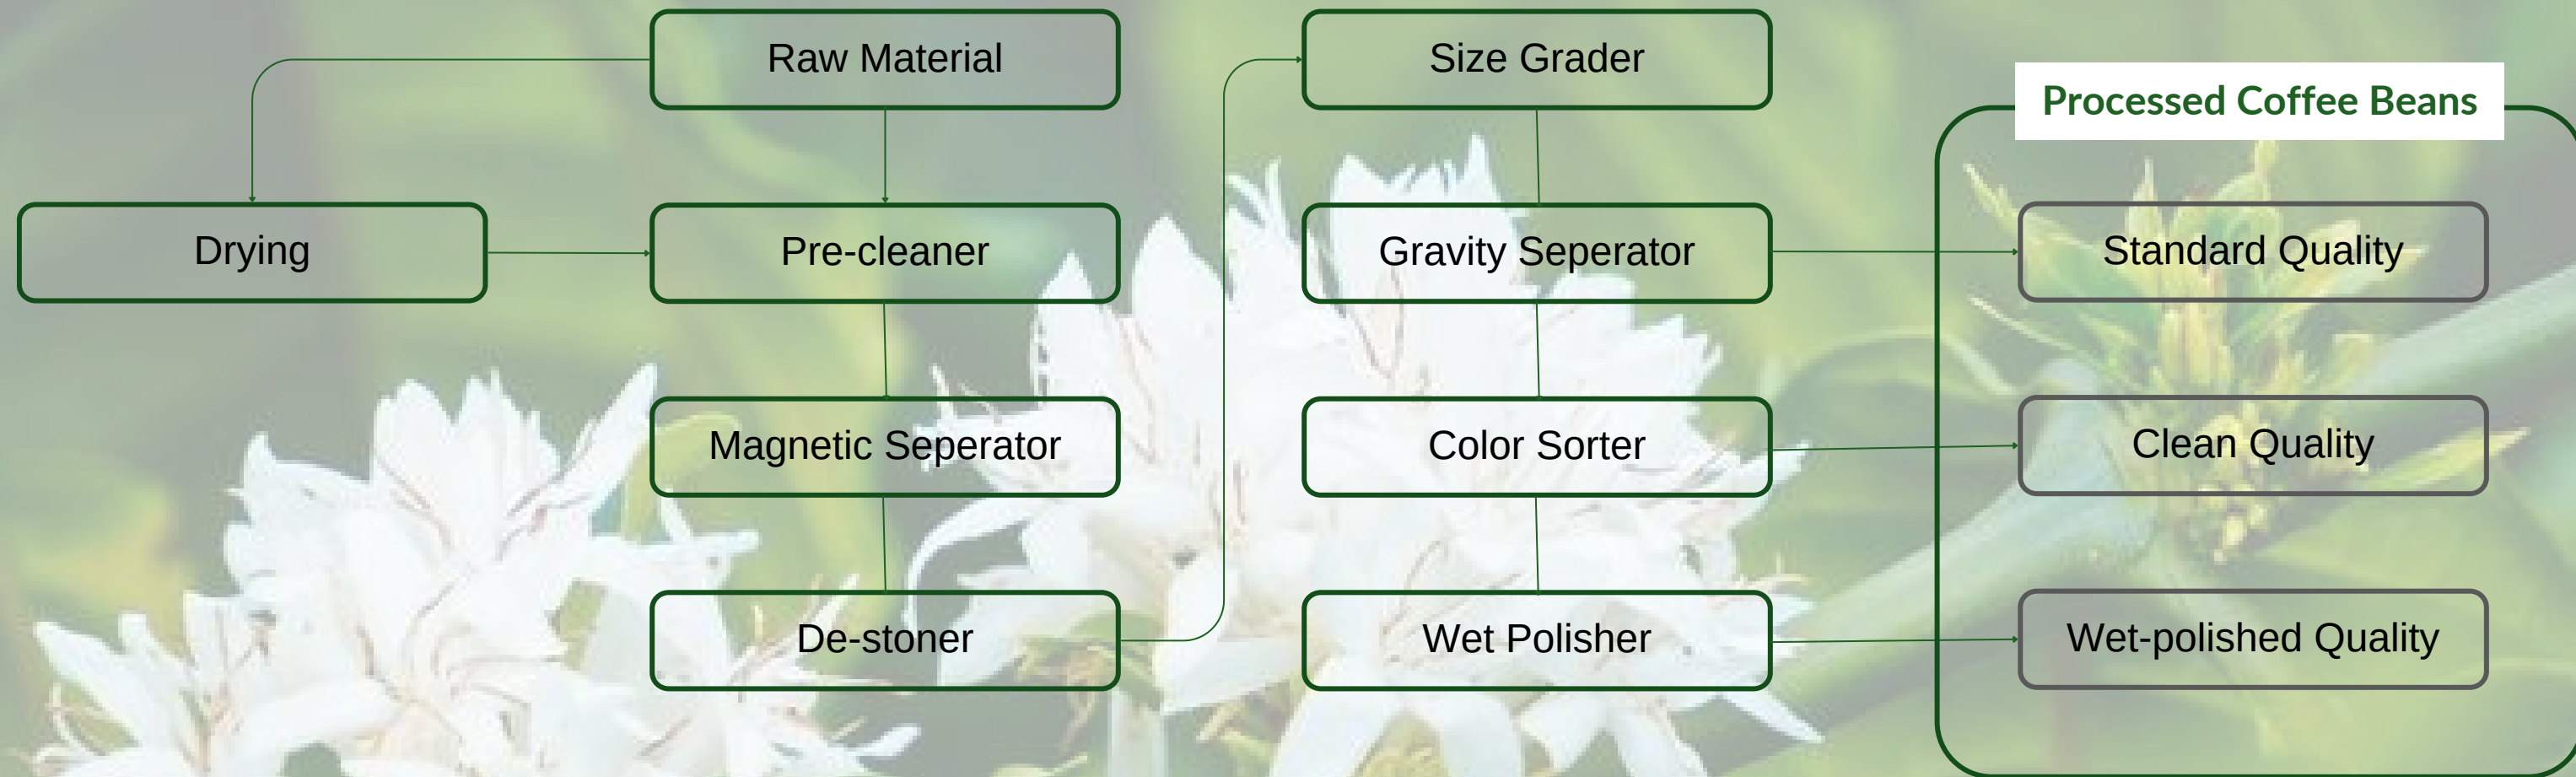 Raw Material
Size Grader
Processed Coffee Beans
Drying
Pre-cleaner
Gravity Seperator
Standard Quality
Magnetic Seperator
Color Sorter
Clean Quality
De-stoner
Wet Polisher
Wet-polished Quality